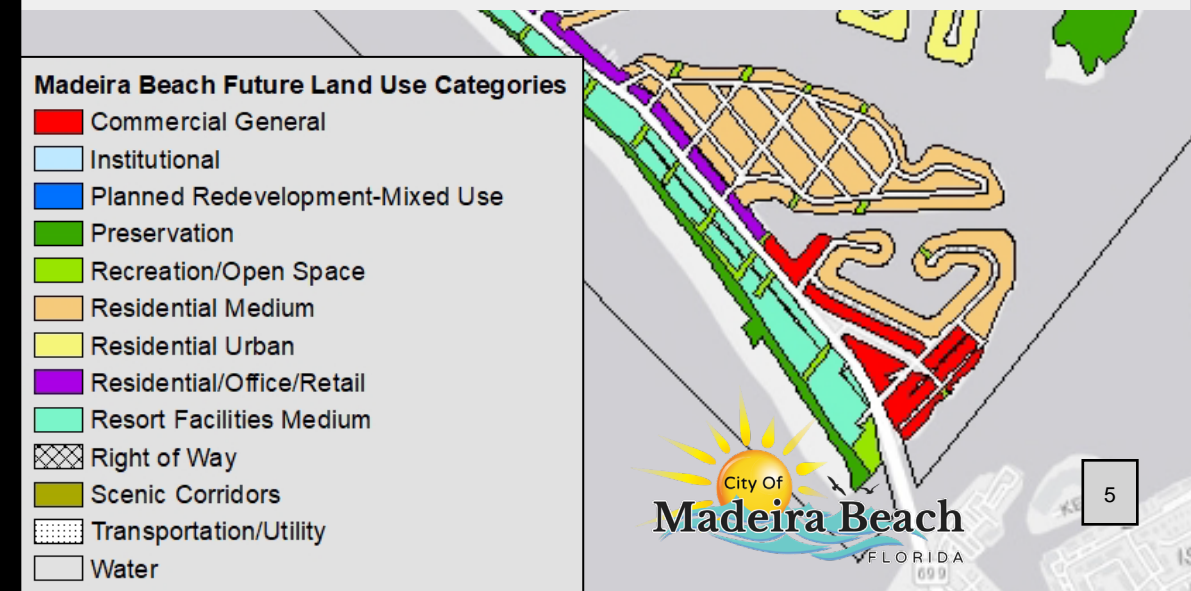 Madeira Beach Future Land Use Categories
Commercial General
Institutional
Planned Redevelopment-Mixed Use
Preservation
Recreation/Open Space
Residential Medium
Residential Urban
Residential/Office/Retail
Resort Facilities Medium
Right of Way
Scenic Corridors
Transportation/Utility
Water
City Of
Madeira Beach
FLORIDA
699
5